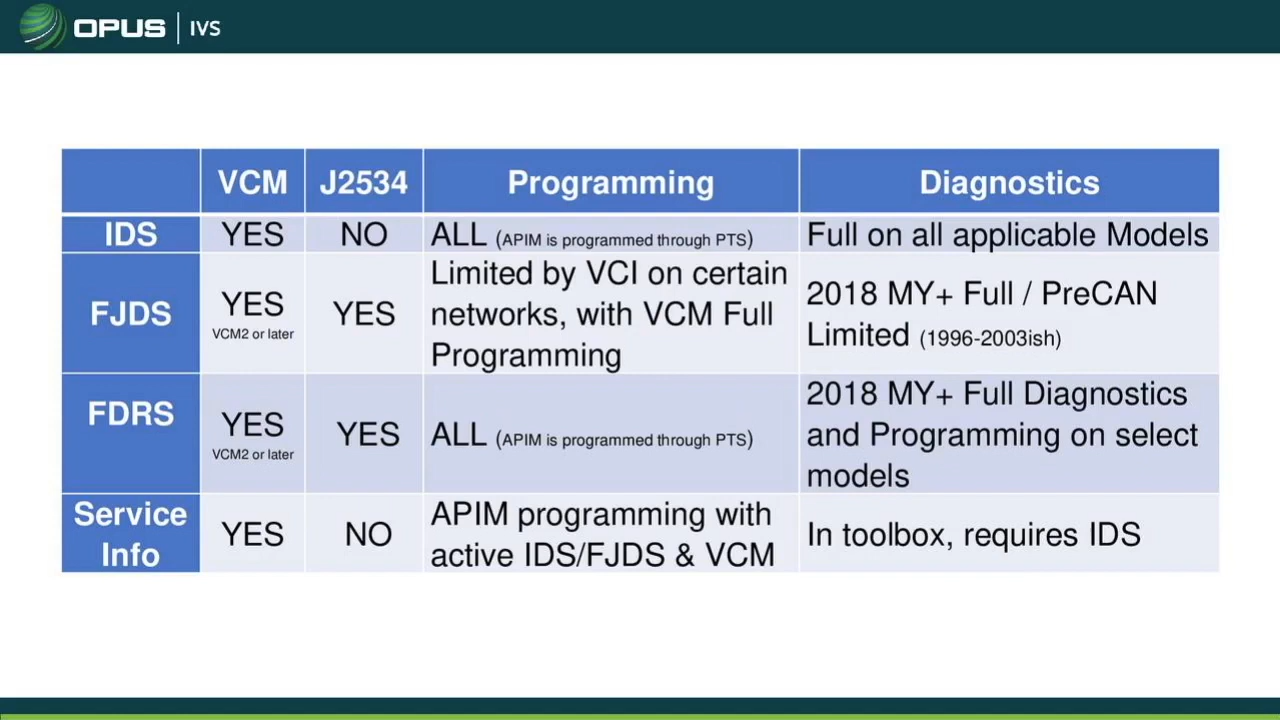 OPUS | IVS
VCM J2534 Programming Diagnostics
IDS YES NO ALL (APIM is programmed through PTS) Full on all applicable Models
FJDS YES VCM2 or later YES Limited by VCI on certain
networks, with VCM Full
Programming
2018 MY+ Full / PreCAN
Limited (1996-2003ish)
FDRS YES VCM2 or later YES ALL (APIM is programmed through PTS)
2018 MY+ Full Diagnostics
and Programming on select
models
Service
Info
YES NO
APIM programming with
active IDS/FJDS & VCM
In toolbox, requires IDS